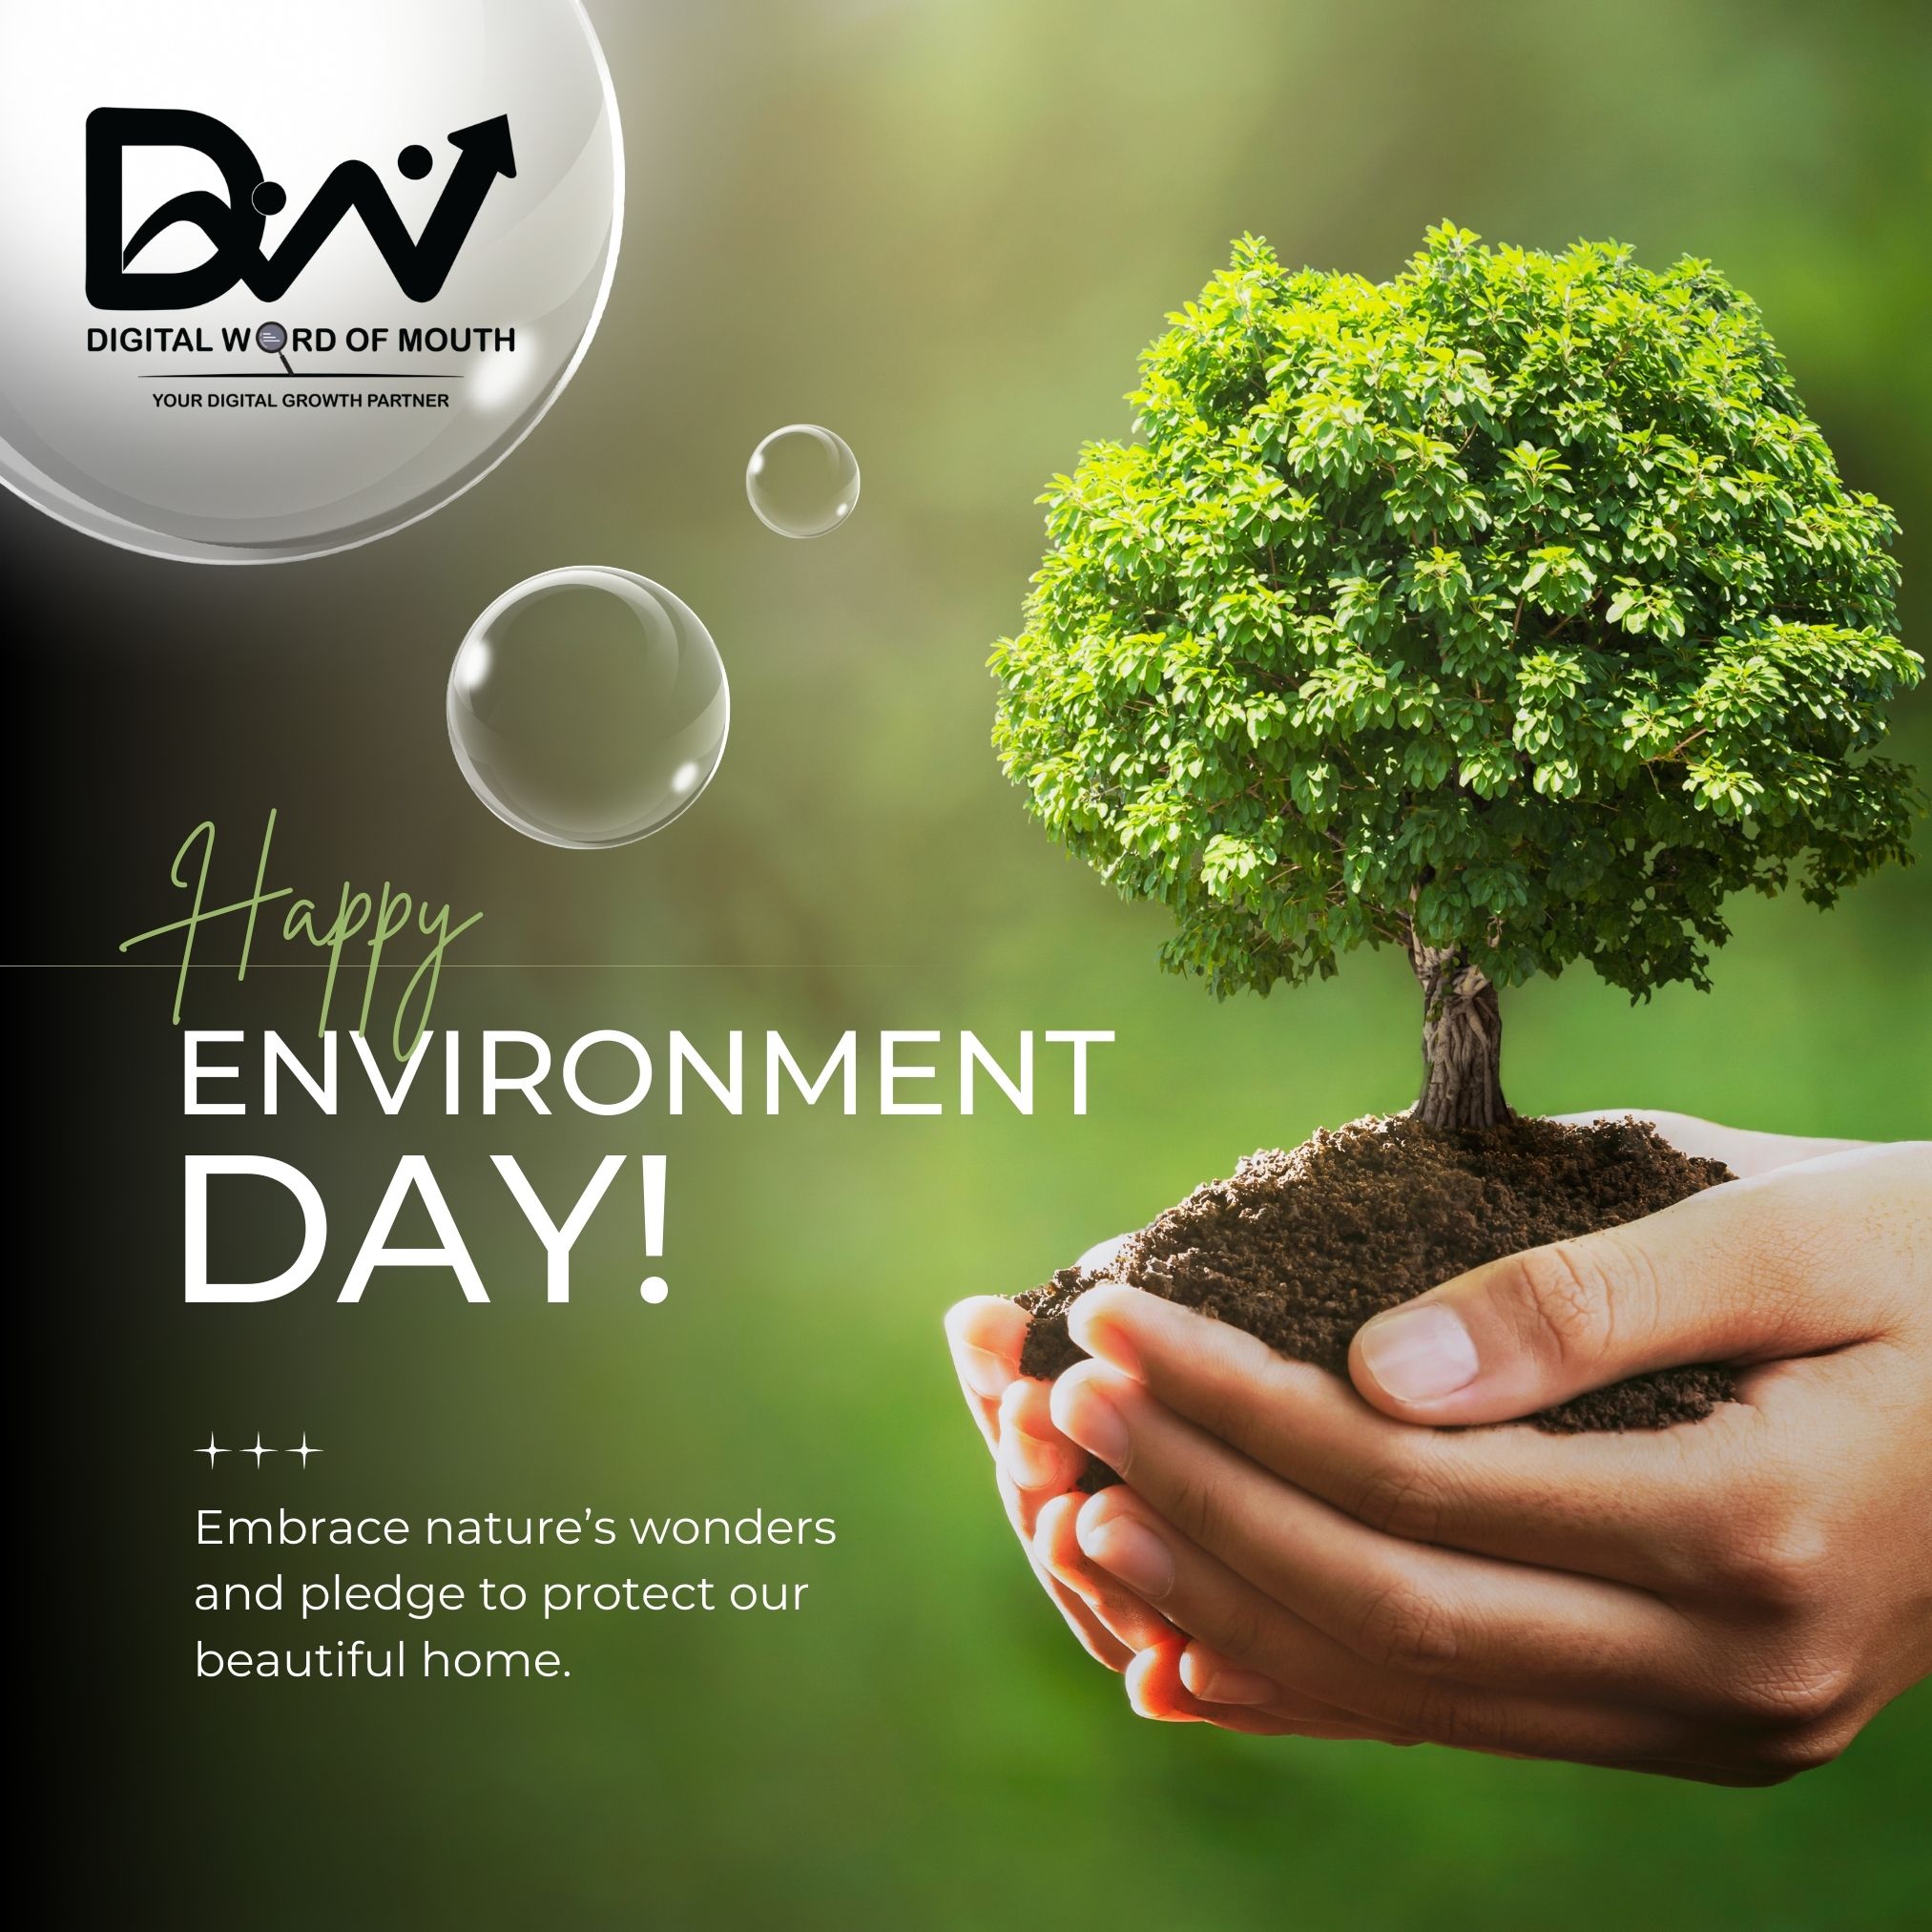 DW
DIGITAL WORD OF MOUTH
YOUR DIGITAL GROWTH PARTNER
Happy
ENVIRONMENT
DAY!
Embrace nature’s wonders
and pledge to protect our
beautiful home.